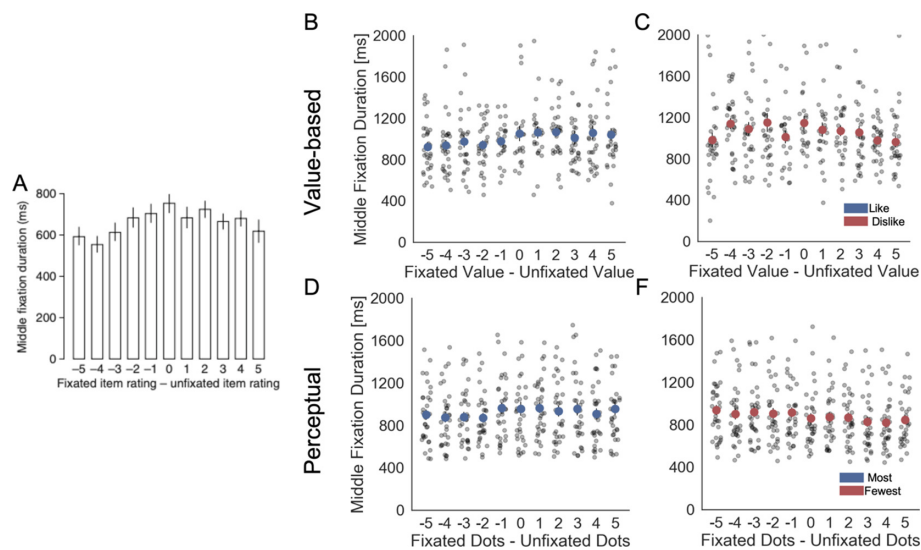 A
Middle fixation duration (ms)
800
600
400
200
0
−5 −4 −3 −2 −1 0 1 2 3 4 5
Fixated item rating − unfixated item rating
Value-based
B
Middle Fixation Duration [ms]
2000
1600
1200
800
400
0
-5 -4 -3 -2 -1 0 1 2 3 4 5
Fixated Value - Unfixated Value
C
2000
1600
1200
800
400
0
Like
Dislike
-5 -4 -3 -2 -1 0 1 2 3 4 5
Fixated Value - Unfixated Value
Perceptual
D
Middle Fixation Duration [ms]
2000
1600
1200
800
400
0
-5 -4 -3 -2 -1 0 1 2 3 4 5
Fixated Dots - Unfixated Dots
F
2000
1600
1200
800
400
0
Most
Fewest
-5 -4 -3 -2 -1 0 1 2 3 4 5
Fixated Dots - Unfixated Dots